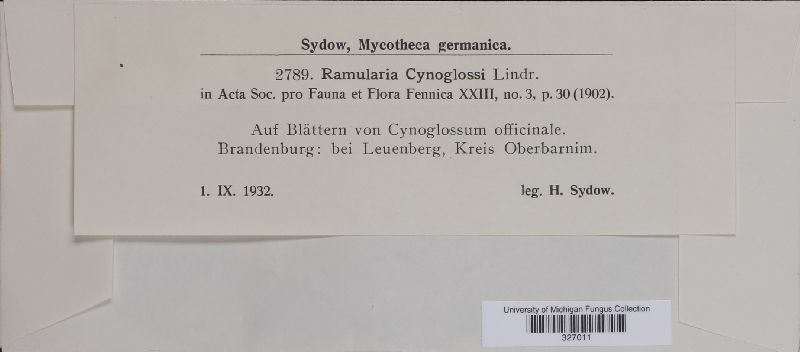 Sydow, Mycotheca germanica.
2789. Ramularia Cynoglossi Lindr.
in Acta Soc. pro Fauna et Flora Fennica XXIII, no. 3, p. 30 (1902).
Auf Blättern von Cynoglossum officinale.
Brandenburg: bei Leuenberg, Kreis Oberbarnim.
1. IX. 1932. leg. H. Sydow.
University of Michigan Fungus Collection
327011